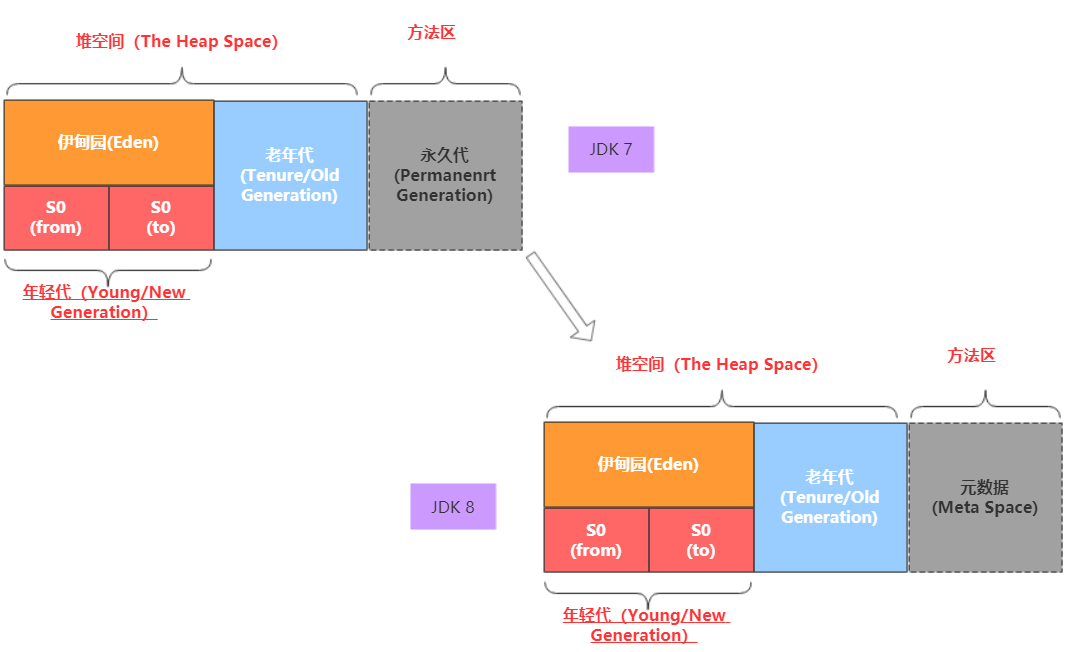 堆空间（The Heap Space）
方法区
伊甸园(Eden)
老年代
(Tenure/Old
Generation)
永久代
(Permanenrt
Generation)
JDK 7
S0
(from)
S0
(to)
年轻代（Young/New
Generation）
堆空间（The Heap Space）
方法区
伊甸园(Eden)
老年代
(Tenure/Old
Generation)
元数据
(Meta Space)
JDK 8
S0
(from)
S0
(to)
年轻代（Young/New
Generation）